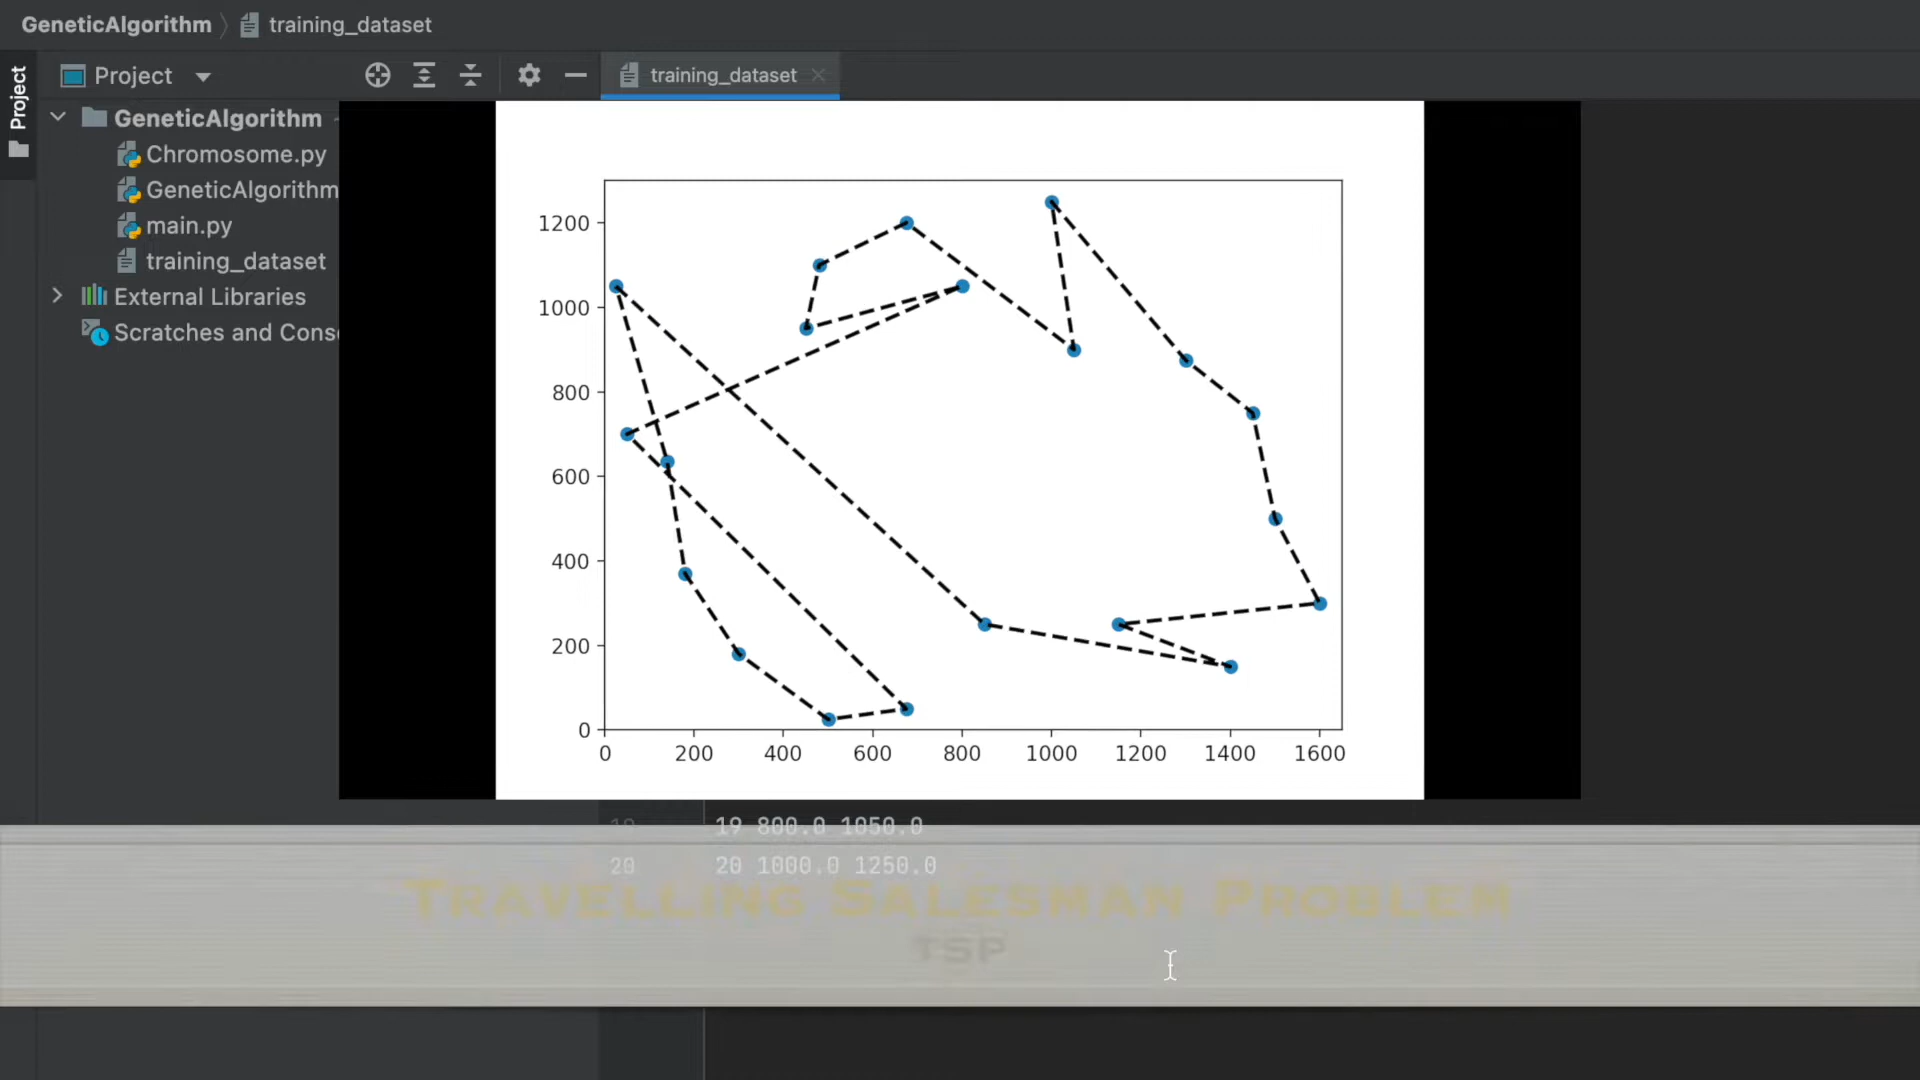 GeneticAlgorithm training_dataset
Project
Project
training_dataset
GeneticAlgorithm
Chromosome.py
GeneticAlgorithm
main.py
training_dataset
External Libraries
Scratches and Cons
1200
1000
800
600
400
200
0
0 200 400 600 800 1000 1200 1400 1600
19 19 800.0 1050.0
20 20 1000.0 1250.0
TRAVELLING SALESMAN PROBLEM
TSP